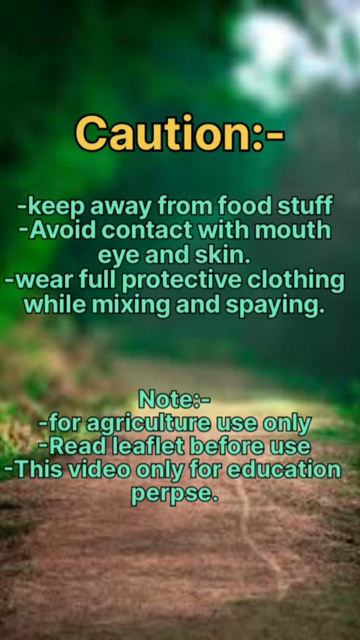 Caution:-
-keep away from food stuff
-Avoid contact with mouth
eye and skin.
-wear full protective clothing
while mixing and spaying.
Note:-
-for agriculture use only
-Read leaflet before use
-This video only for education
perpse.